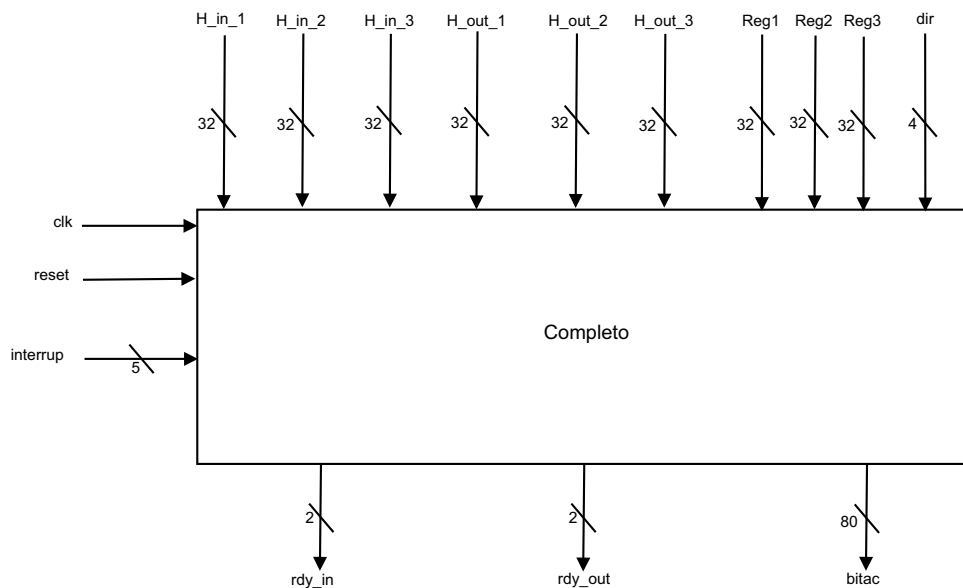 H_in_1 H_in_2 H_in_3 H_out_1 H_out_2 H_out_3 Reg1 Reg2 Reg3 dir
32 32 32 32 32 32 32 32 32 4
clk
reset
Completo
interrup
5
2 2 80
rdy_in rdy_out bitac